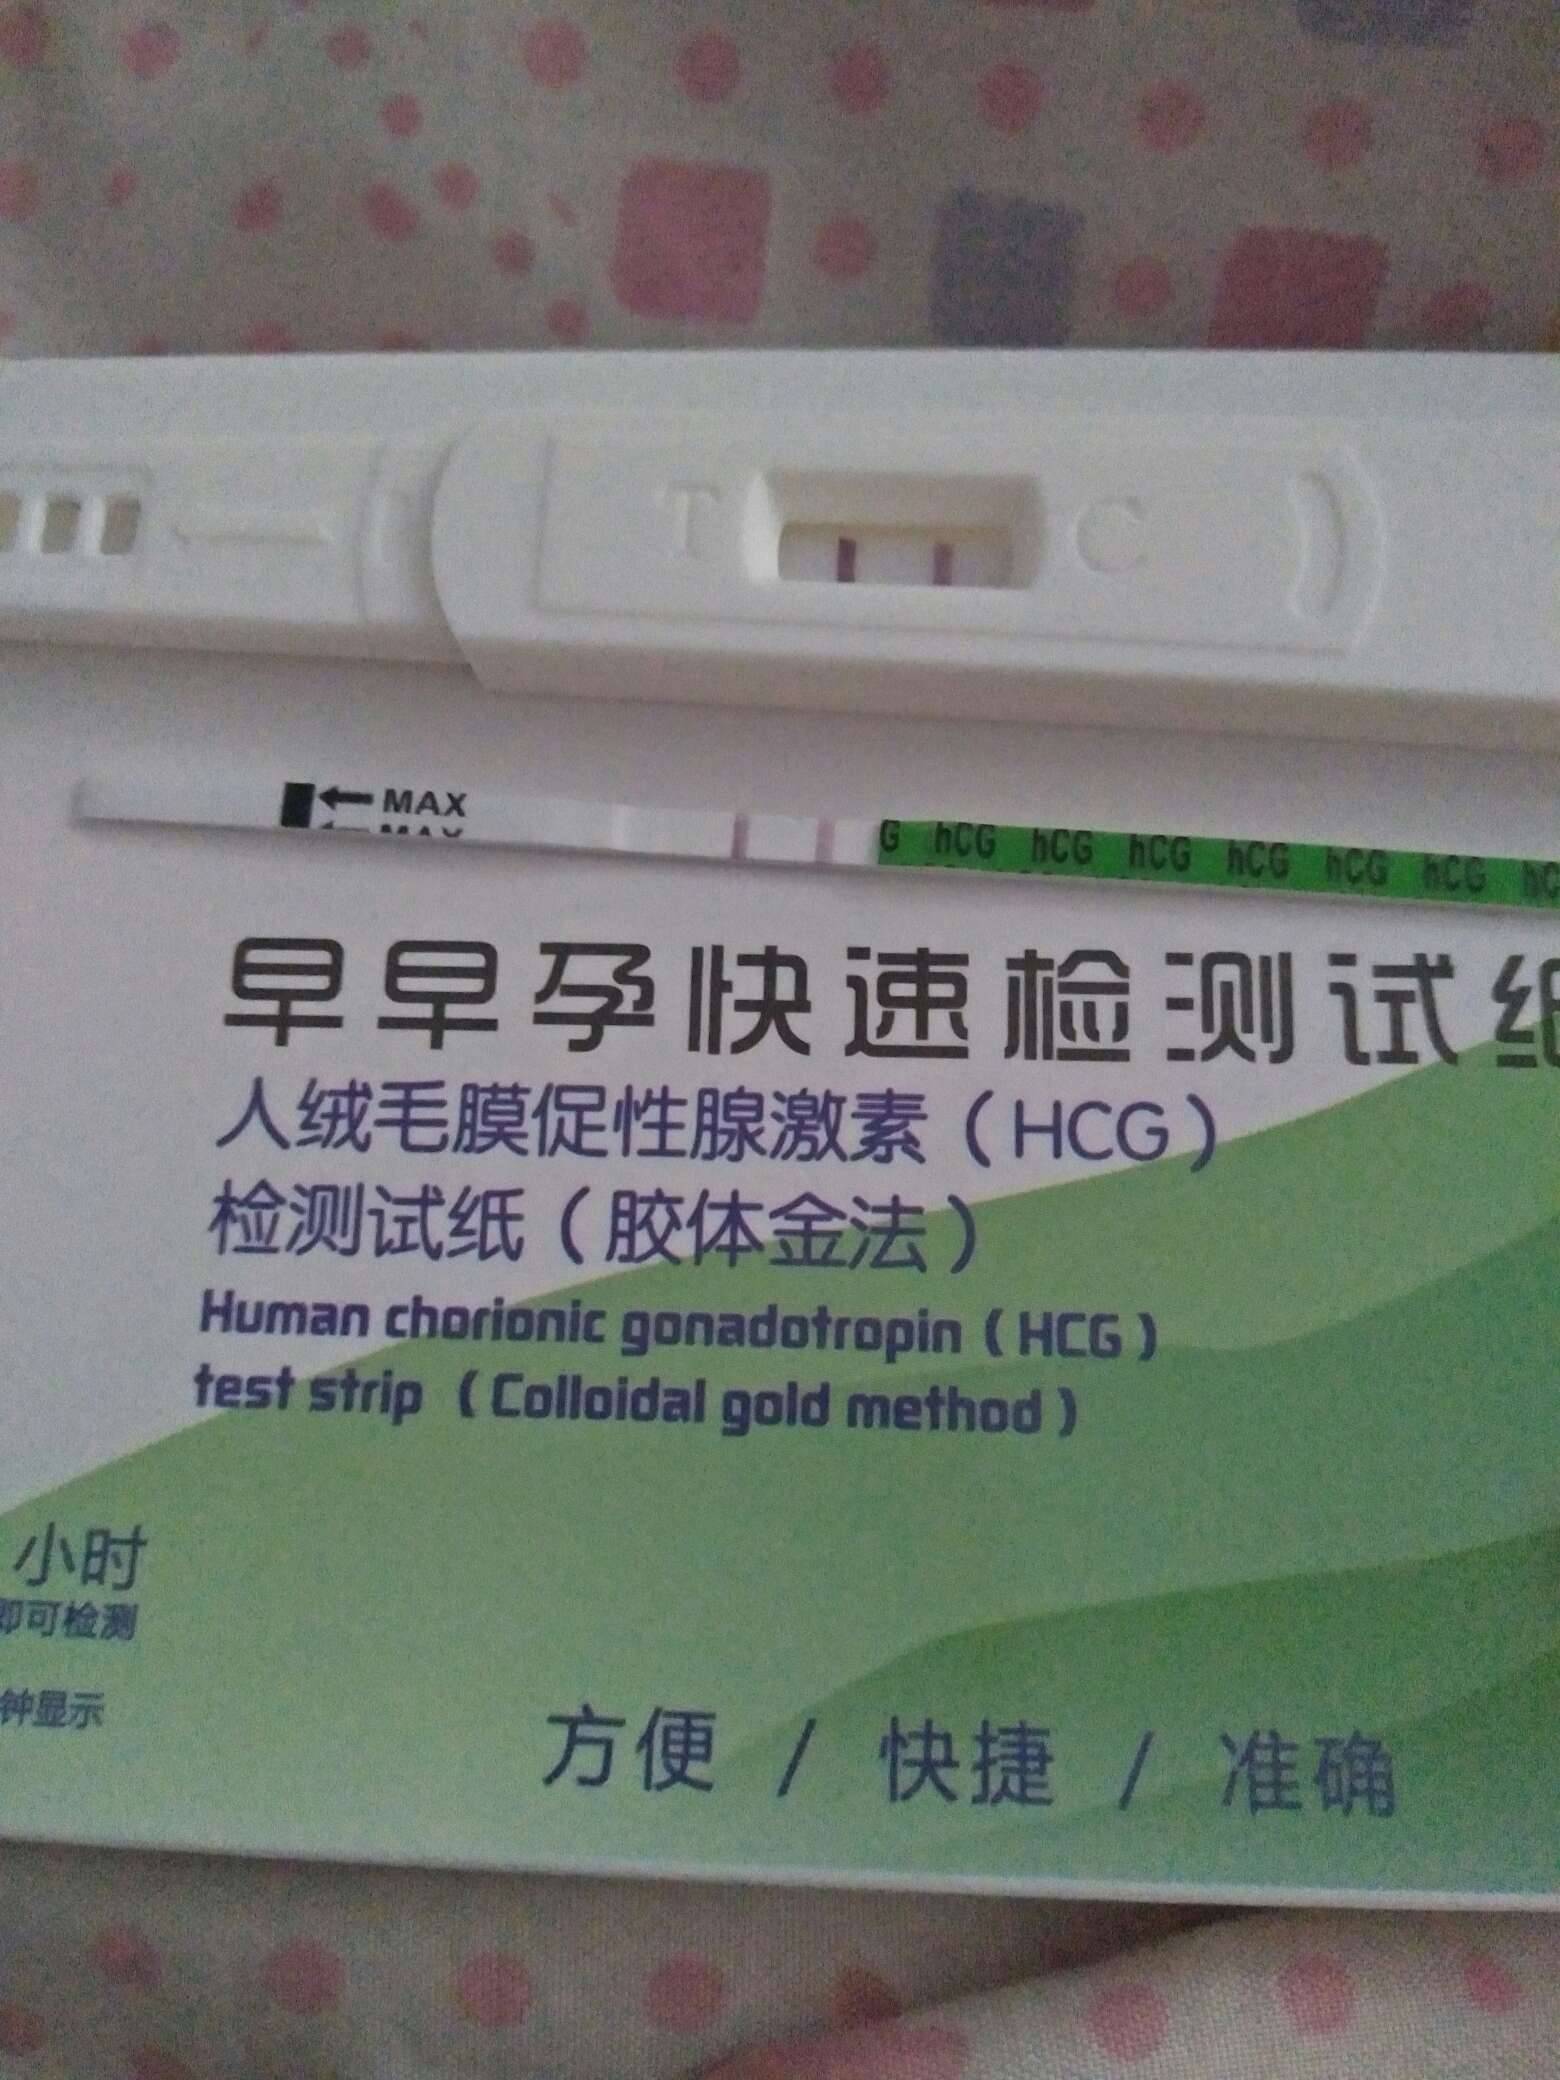 T C
MAX
MAX
G hCG hCG hCG hCG hCG hCG hC
早早孕快速检测试纸
人绒毛膜促性腺激素（HCG）
检测试纸（胶体金法）
Human chorionic gonadotropin ( HCG )
test strip ( Colloidal gold method )
小时
即可检测
钟显示
方便 / 快捷 / 准确